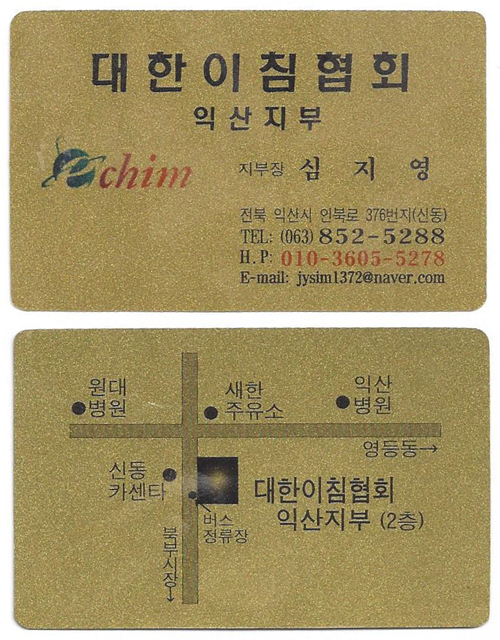 대한이침협회
익산지부
echim
지부장 심 지 영
전북 익산시 인북로 376번지(신동)
TEL: (063) 852-5288
H.P: 010-3605-5278
E-mail: jysim1372@naver.com
원대
병원
새한
주유소
익산
병원
영등동→
신동
카센타
대한이침협회
익산지부 (2층)
버스
정류장
북부시장→